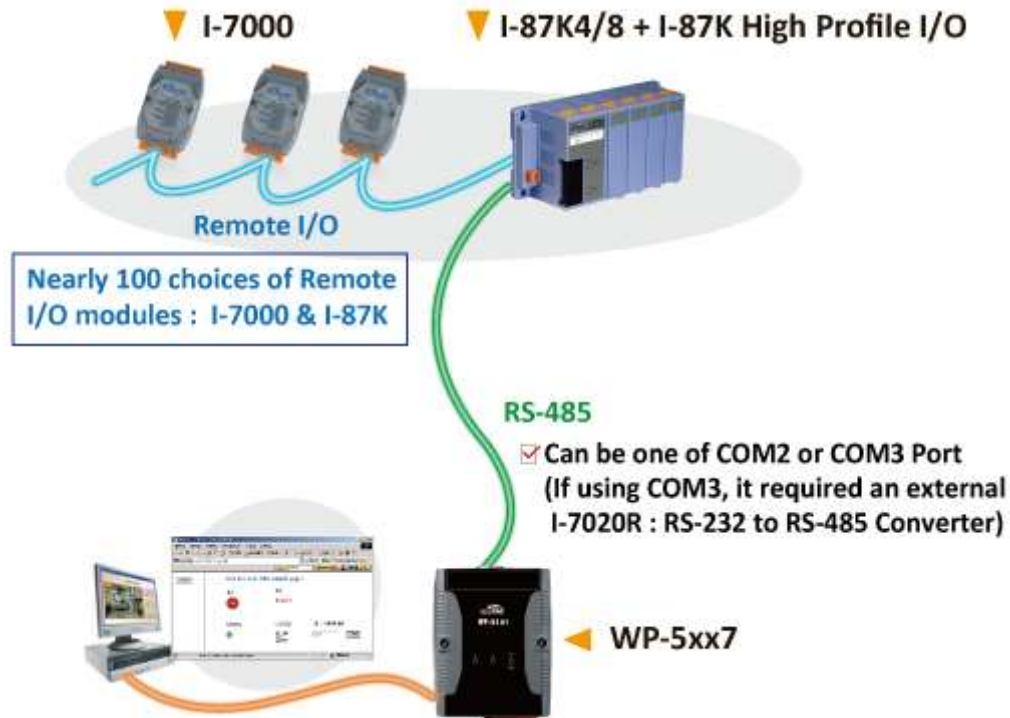 I-7000
I-87K4/8 + I-87K High Profile I/O
Remote I/O
Nearly 100 choices of Remote
I/O modules : I-7000 & I-87K
RS-485
Can be one of COM2 or COM3 Port
(If using COM3, it required an external
I-7020R : RS-232 to RS-485 Converter)
WP-5xx7